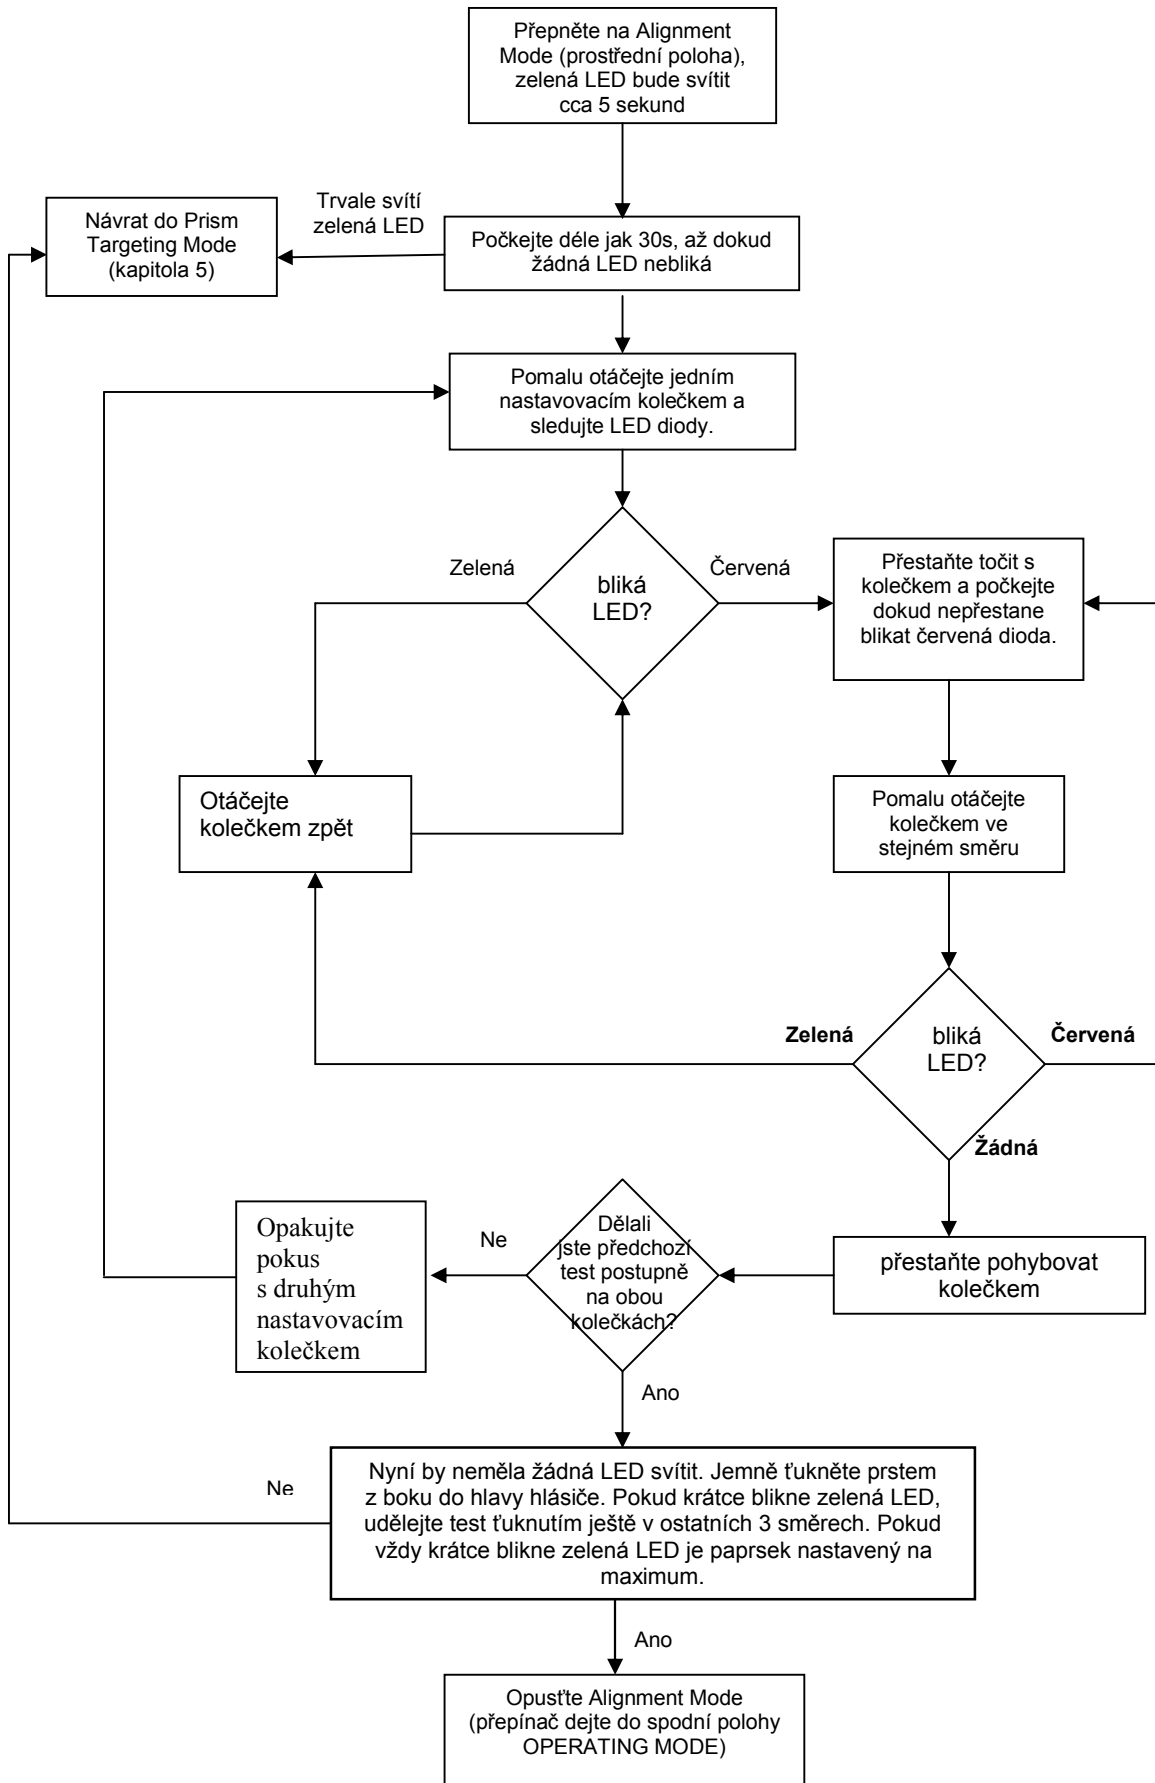 Přepněte na Alignment
Mode (prostřední poloha),
zelená LED bude svítit
cca 5 sekund
Trvale svítí
zelená LED
Návrat do Prism
Targeting Mode
(kapitola 5)
Počkejte déle jak 30s, až dokud
žádná LED nebliká
Pomalu otáčejte jedním
nastavovacím kolečkem a
sledujte LED diody.
Zelená
bliká
LED?
Červená
Přestaňte točit s
kolečkem a počkejte
dokud nepřestane
blikat červená dioda.
Otáčejte
kolečkem zpět
Pomalu otáčejte
kolečkem ve
stejném směru
Zelená
bliká
LED?
Červená
Žádná
Opakujte
pokus
s druhým
nastavovacím
kolečkem
Ne
Dělali
jste předchozí
test postupně
na obou
kolečkách?
přestaňte pohybovat
kolečkem
Ano
Ne
Nyní by neměla žádná LED svítit. Jemně ťukněte prstem
z boku do hlavy hlásiče. Pokud krátce blikne zelená LED,
udělejte test ťuknutím ještě v ostatních 3 směrech. Pokud
vždy krátce blikne zelená LED je paprsek nastavený na
maximum.
Ano
Opusťte Alignment Mode
(přepínač dejte do spodní polohy
OPERATING MODE)